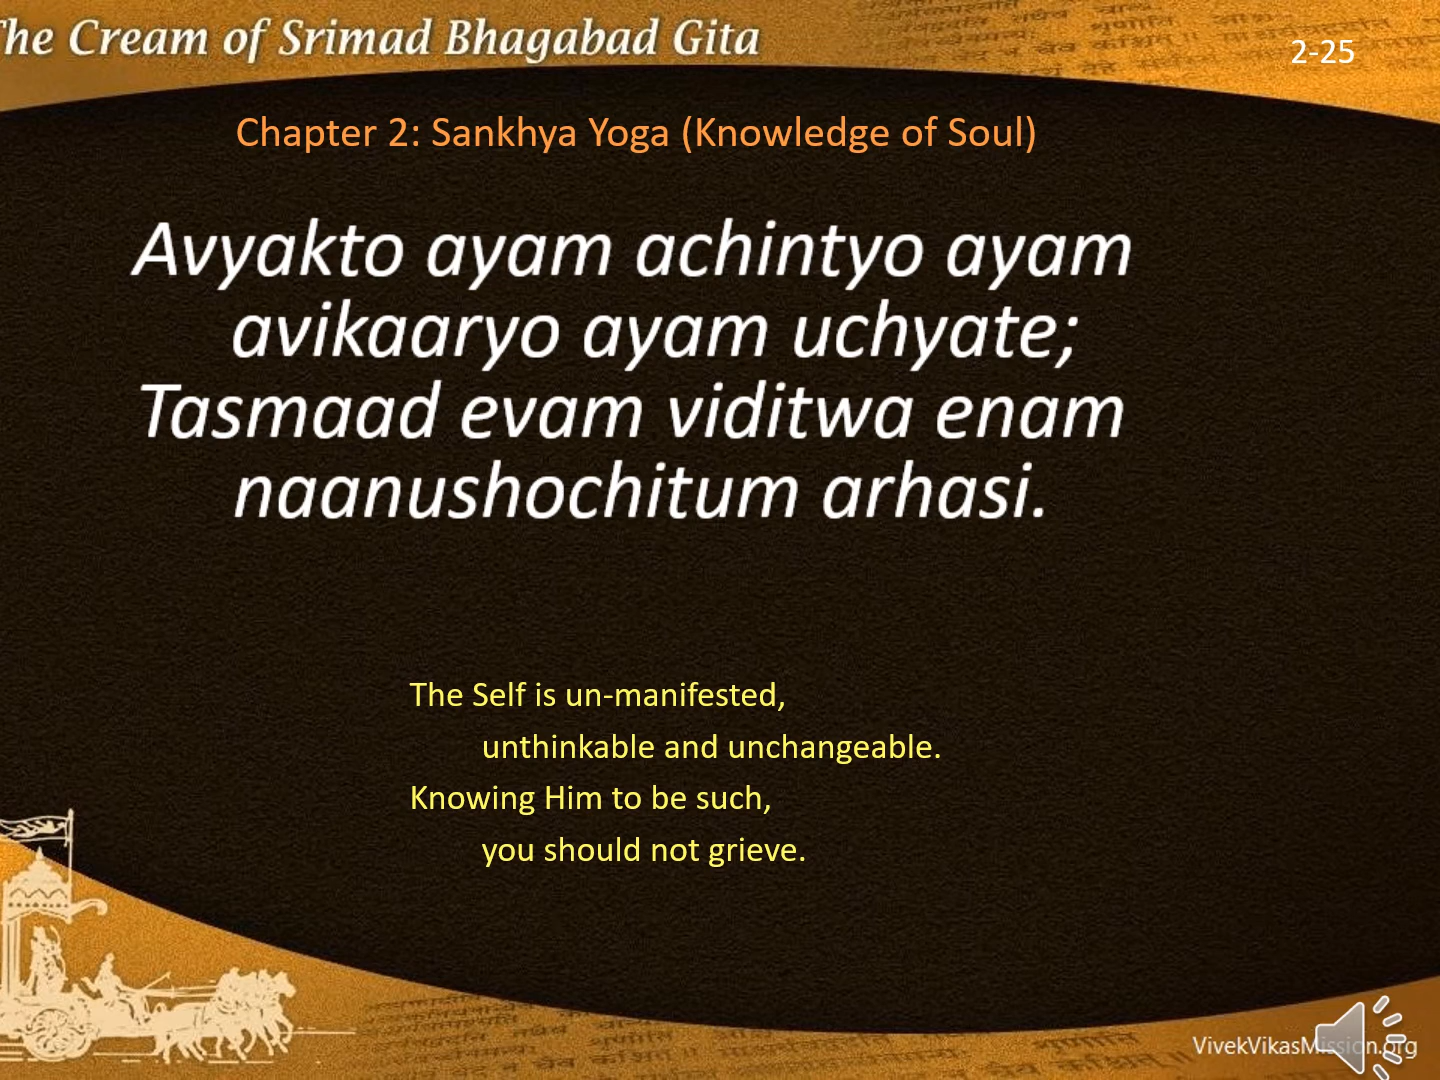 The Cream of Srimad Bhagabad Gita
2-25
Chapter 2: Sankhya Yoga (Knowledge of Soul)
Avyakto ayam achintyo ayam
avikaaryo ayam uchyate;
Tasmaad evam viditwa enam
naanushochitum arhasi.
The Self is un-manifested,
unthinkable and unchangeable.
Knowing Him to be such,
you should not grieve.
VivekVikasMission.org